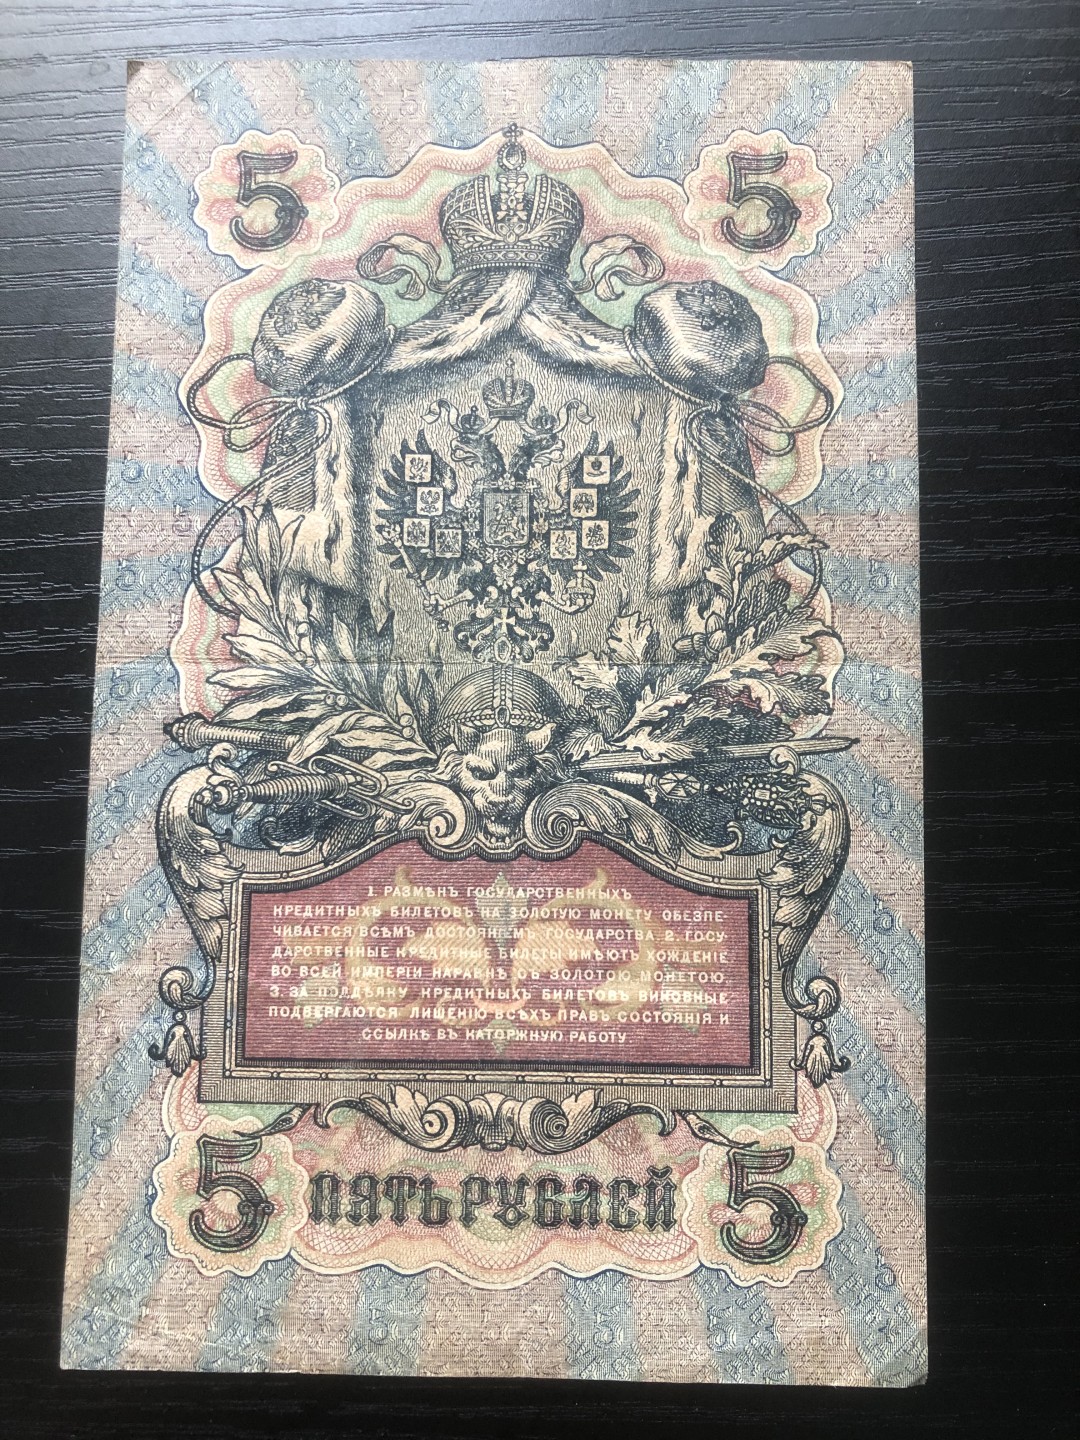 5 5
1. РАЗМѢНЪ ГОСУДАРСТВЕННЫХЪ
КРЕДИТНЫХЪ БИЛЕТОВЪ НА ЗОЛОТУЮ МОНЕТУ ОБЕЗПЕ-
ЧИВАЕТСЯ ВСѢМЪ ДОСТОЯНІЕМЪ ГОСУДАРСТВА. 2. ГОСУ-
ДАРСТВЕННЫЕ КРЕДИТНЫЕ БИЛЕТЫ ИМѢЮТЪ ХОЖДЕНІЕ
ВО ВСЕЙ ИМПЕРІИ НАРАВНѢ СЪ ЗОЛОТОЮ МОНЕТОЮ.
3. ЗА ПОДДѢЛКУ КРЕДИТНЫХЪ БИЛЕТОВЪ ВИНОВНЫЕ
ПОДВЕРГАЮТСЯ ЛИШЕНІЮ ВСѢХЪ ПРАВЪ СОСТОЯНІЯ И
ССЫЛКѢ ВЪ КАТОРЖНУЮ РАБОТУ.
5 ПЯТЬ РУБЛЕЙ 5